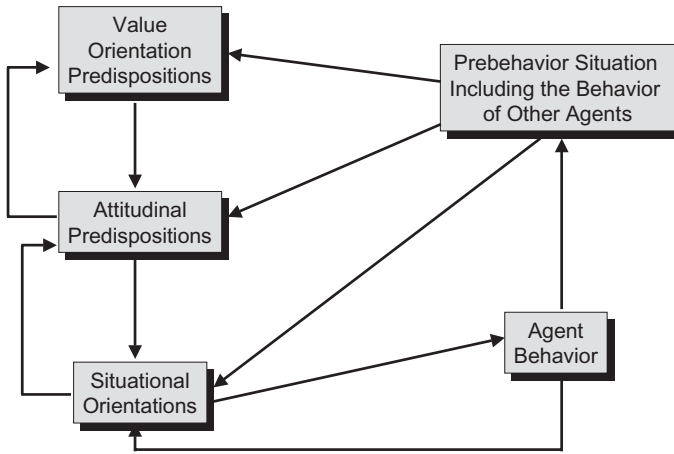 Value
Orientation
Predispositions
Prebehavior Situation
Including the Behavior
of Other Agents
Attitudinal
Predispositions
Agent
Behavior
Situational
Orientations